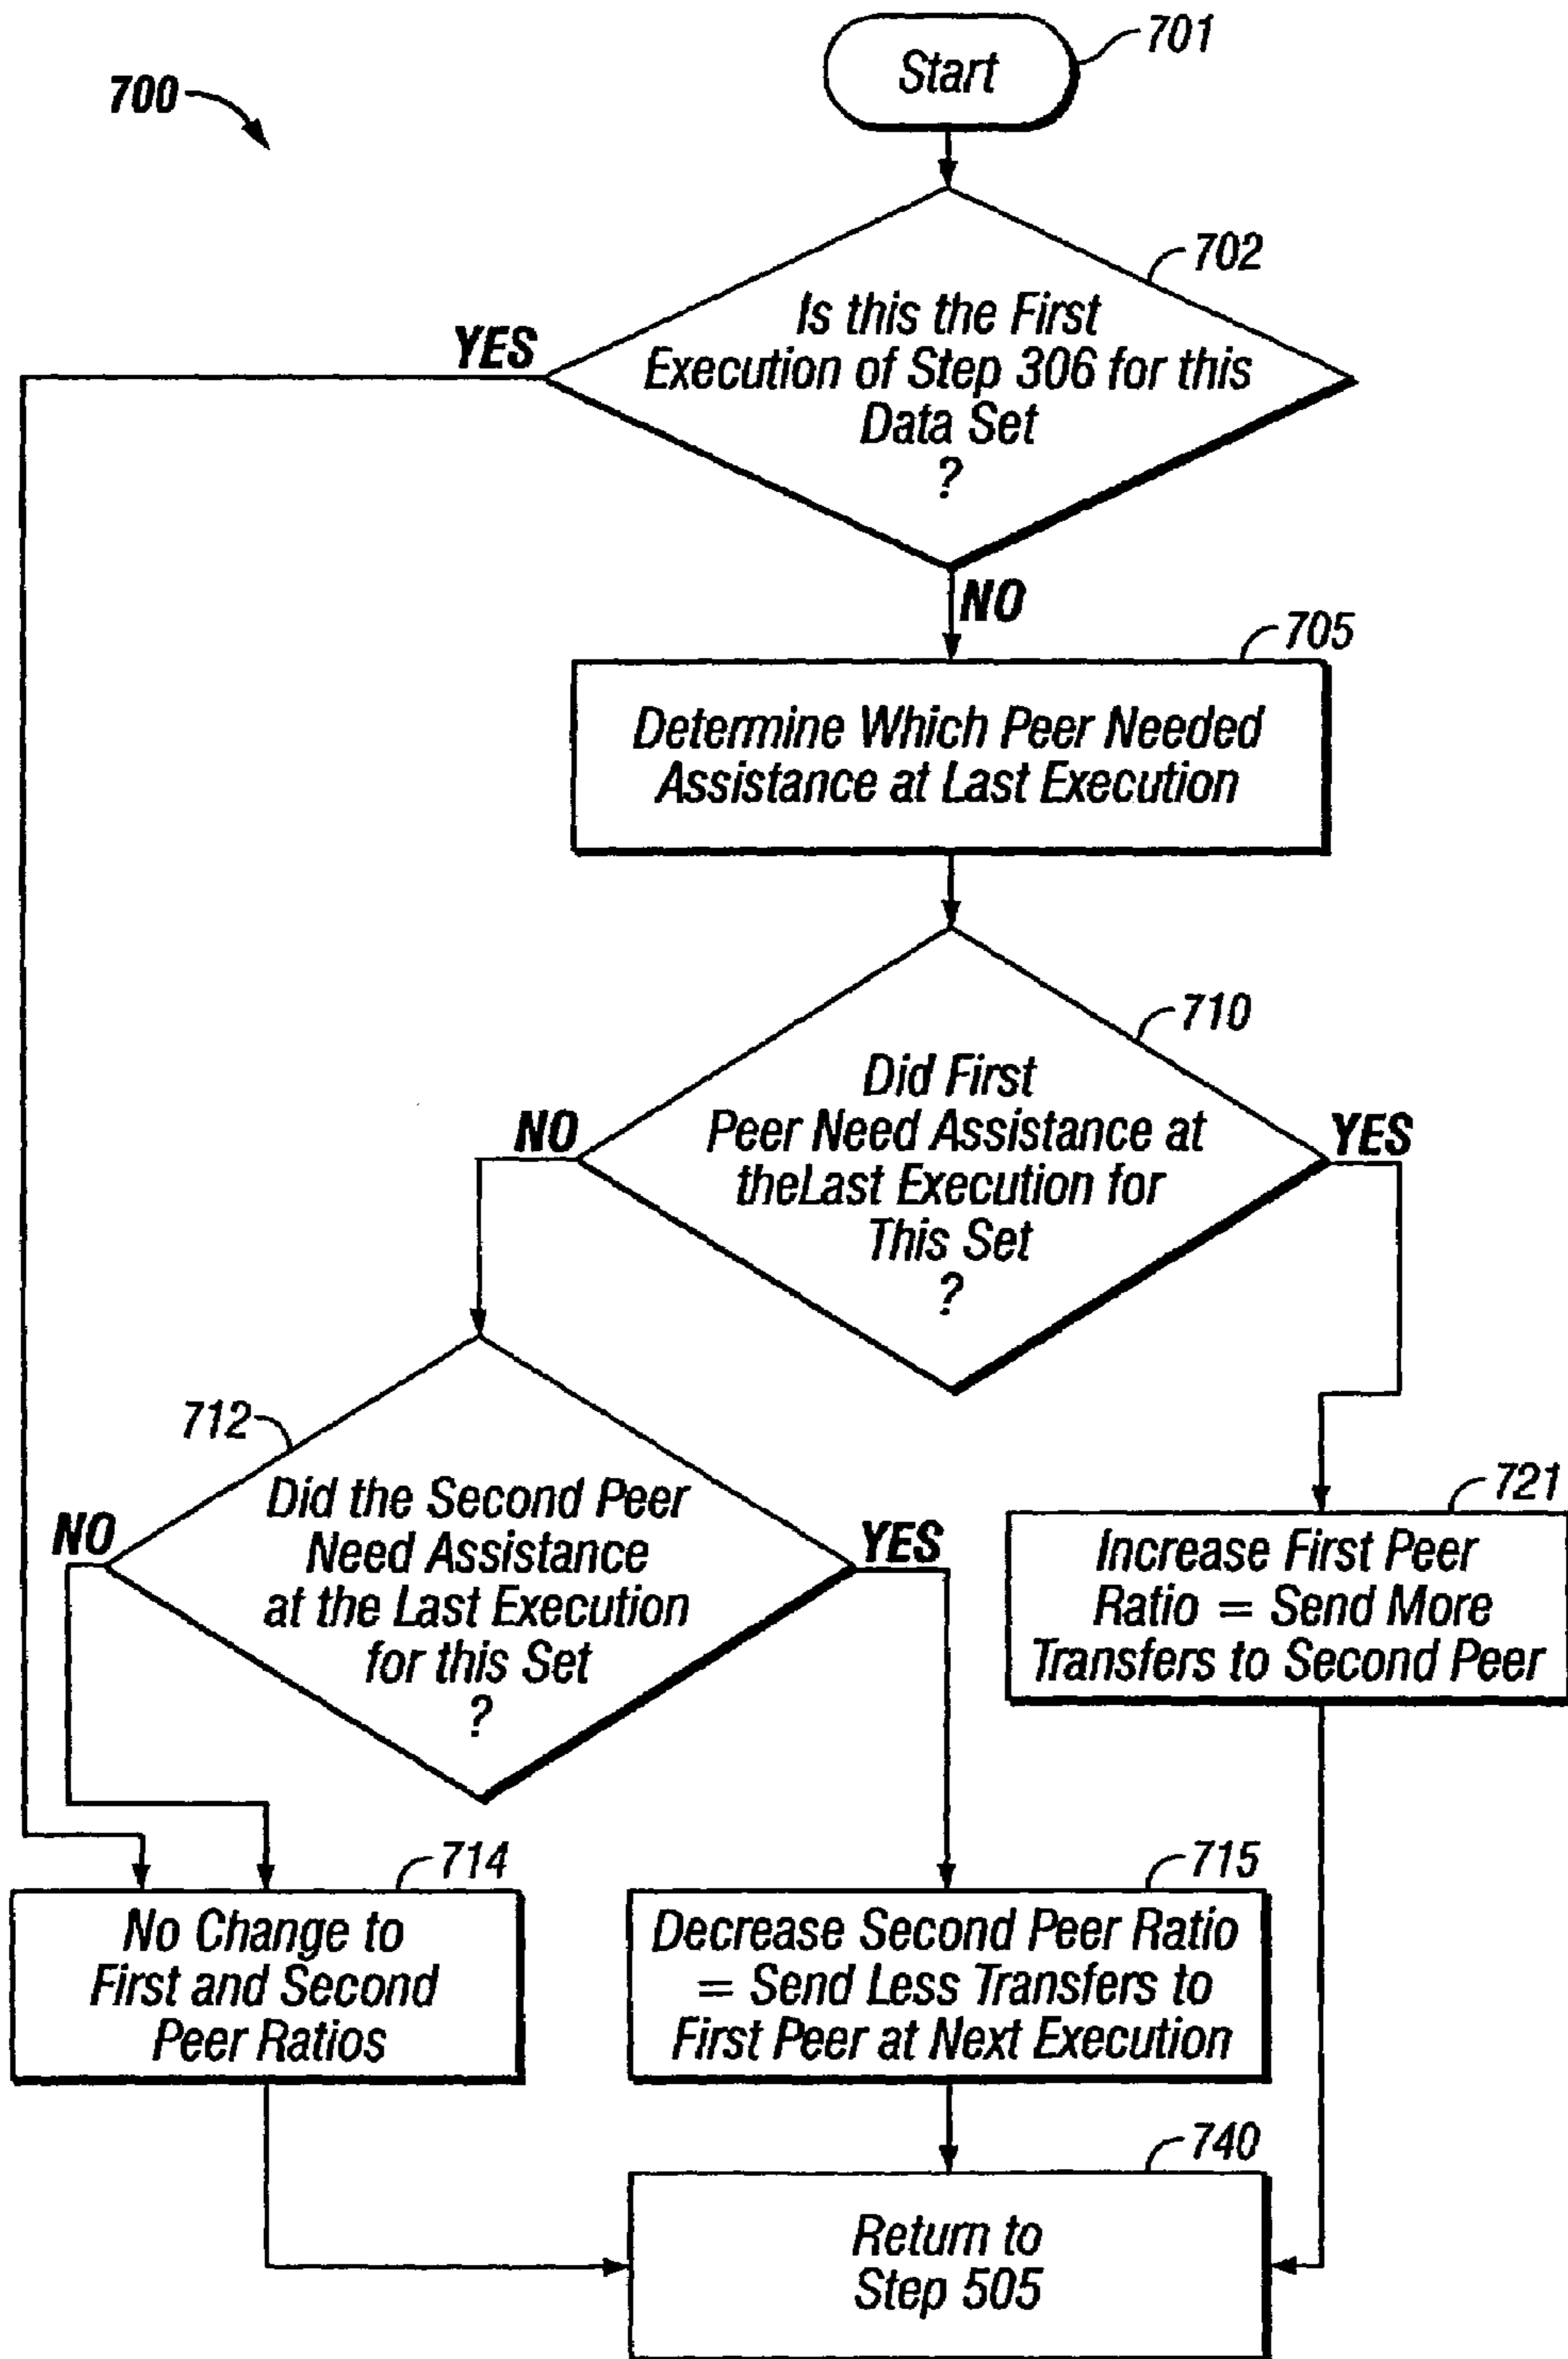 701
Start
700
702
Is this the First
Execution of Step 306 for this
Data Set
?
YES
NO
705
Determine Which Peer Needed
Assistance at Last Execution
710
Did First
Peer Need Assistance at
theLast Execution for
This Set
?
NO
YES
712
Did the Second Peer
Need Assistance
at the Last Execution
for this Set
?
NO
YES
721
Increase First Peer
Ratio = Send More
Transfers to Second Peer
714
No Change to
First and Second
Peer Ratios
715
Decrease Second Peer Ratio
= Send Less Transfers to
First Peer at Next Execution
740
Return to
Step 505